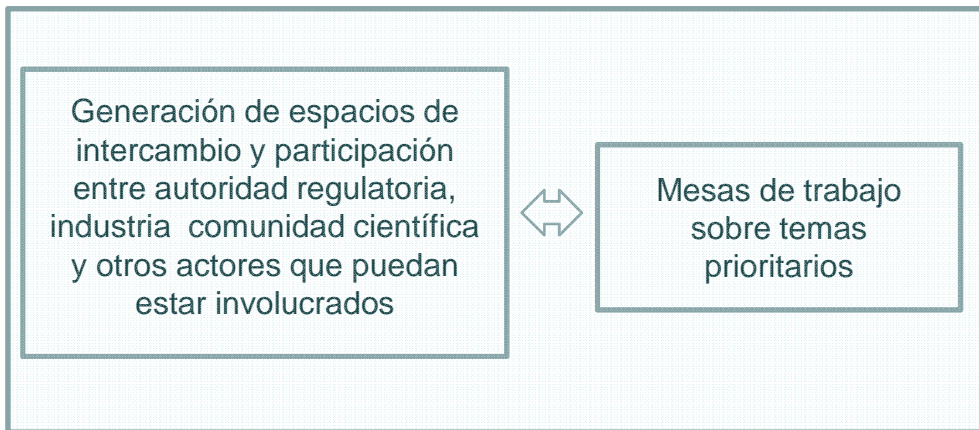 Generación de espacios de
intercambio y participación
entre autoridad regulatoria,
industria  comunidad científica
y otros actores que puedan
estar involucrados
Mesas de trabajo
sobre temas
prioritarios